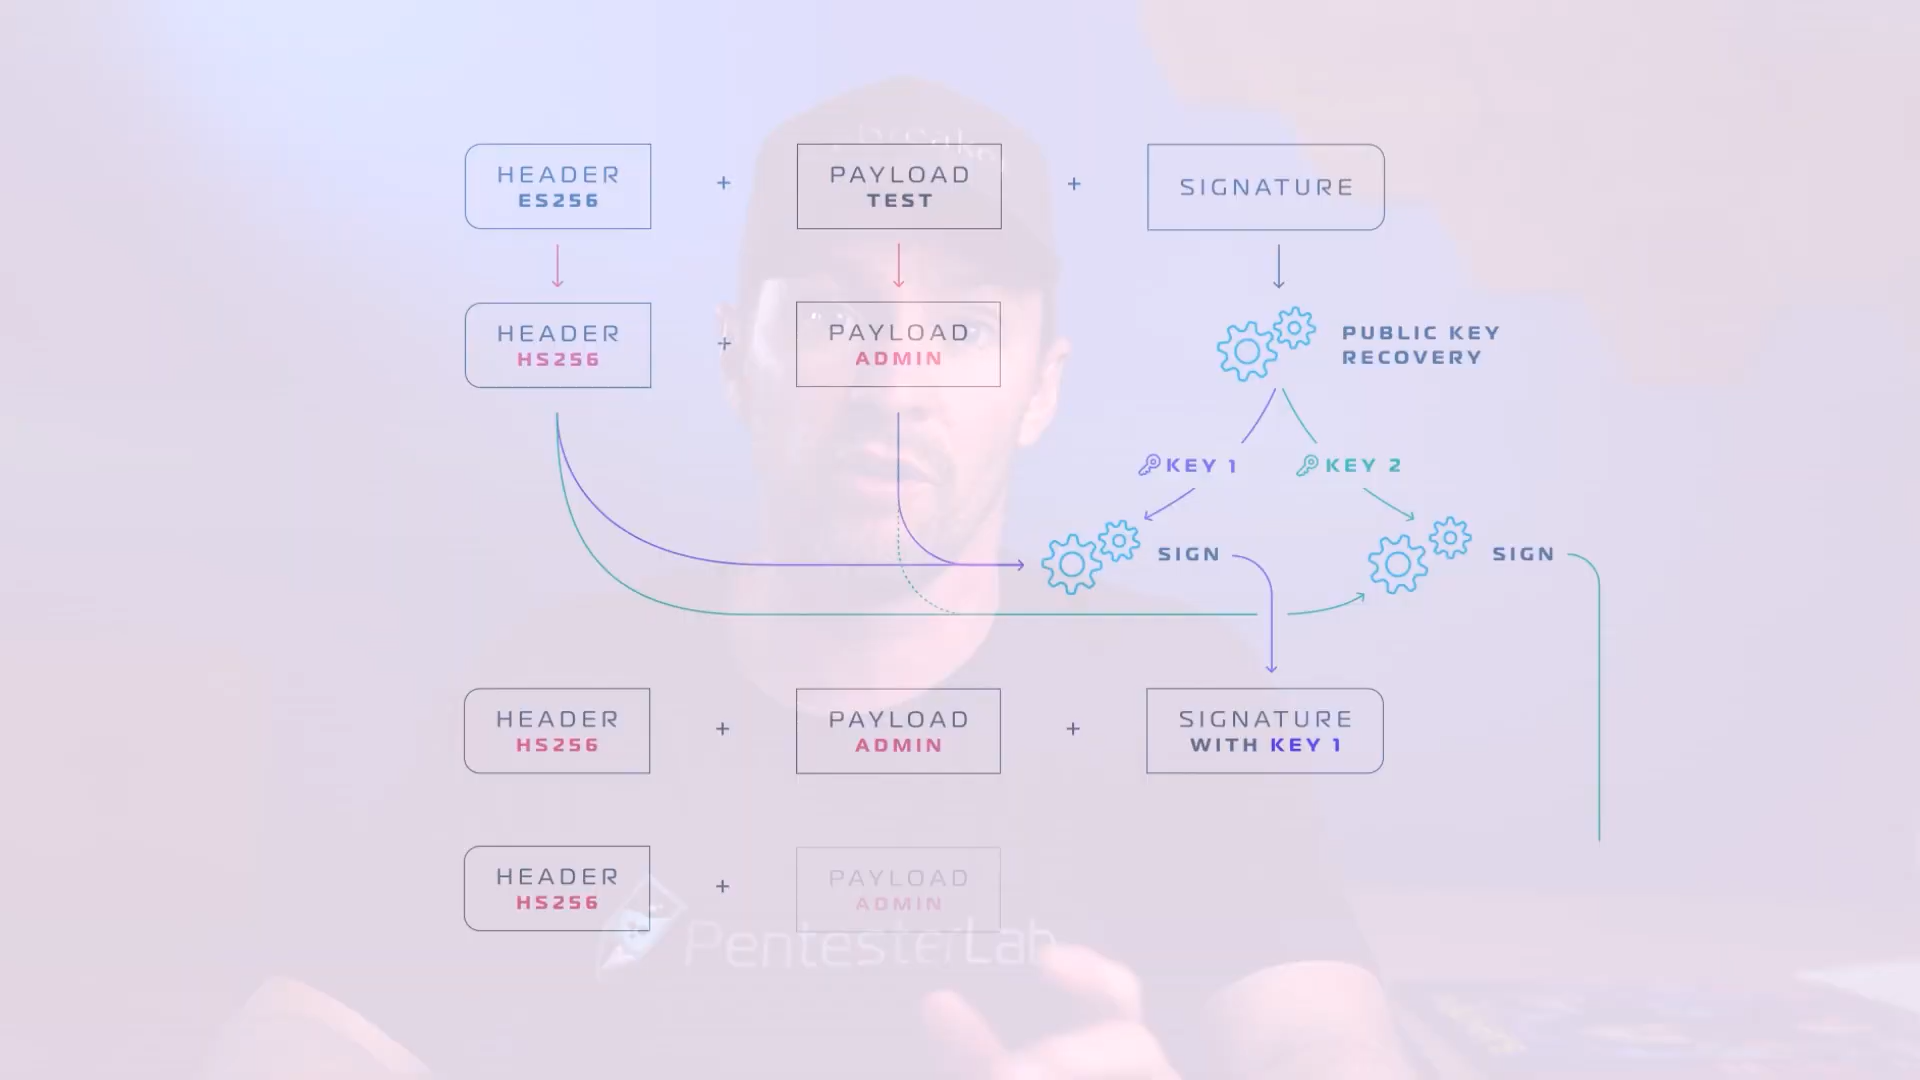 HEADER
ES256
+
PAYLOAD
TEST
+
SIGNATURE
HEADER
HS256
+
PAYLOAD
ADMIN
PUBLIC KEY
RECOVERY
KEY 1
KEY 2
SIGN
SIGN
HEADER
HS256
+
PAYLOAD
ADMIN
+
SIGNATURE
WITH KEY 1
HEADER
HS256
+
PAYLOAD
ADMIN
PentesterLab